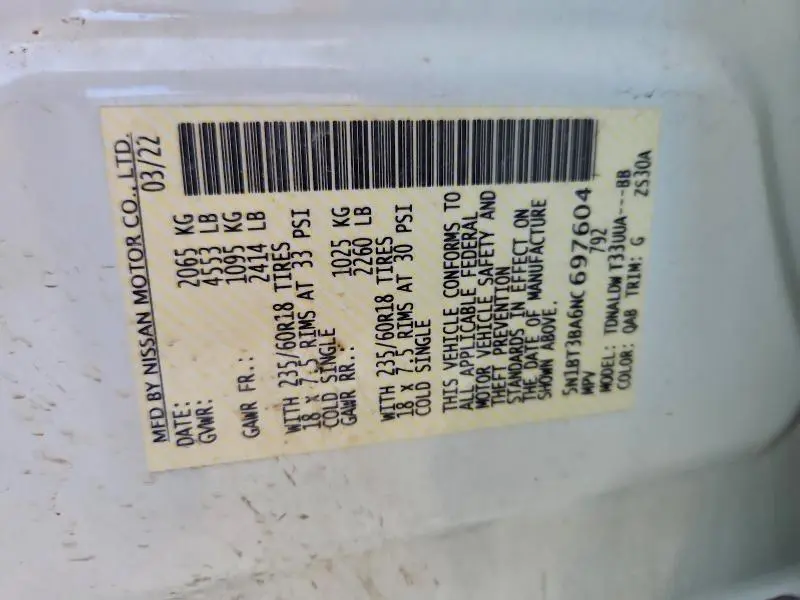 MFD BY NISSAN MOTOR CO., LTD.
DATE: 03/22
GVWR: 2065 KG
4553 LB
GAWR FR.: 1095 KG
2414 LB
WITH 235/60R18 TIRES
18 X 7.5 RIMS AT 33 PSI
COLD SINGLE
GAWR RR.: 1025 KG
2260 LB
WITH 235/60R18 TIRES
18 X 7.5 RIMS AT 30 PSI
COLD SINGLE
THIS VEHICLE CONFORMS TO
ALL APPLICABLE FEDERAL
MOTOR VEHICLE SAFETY AND
THEFT PREVENTION
STANDARDS IN EFFECT ON
THE DATE OF MANUFACTURE
SHOWN ABOVE.
5N1BT3BA6NC697604
MPV 792
MODEL: TDNALDW T33UUA---BB
COLOR: QAB TRIM: G 2S30A